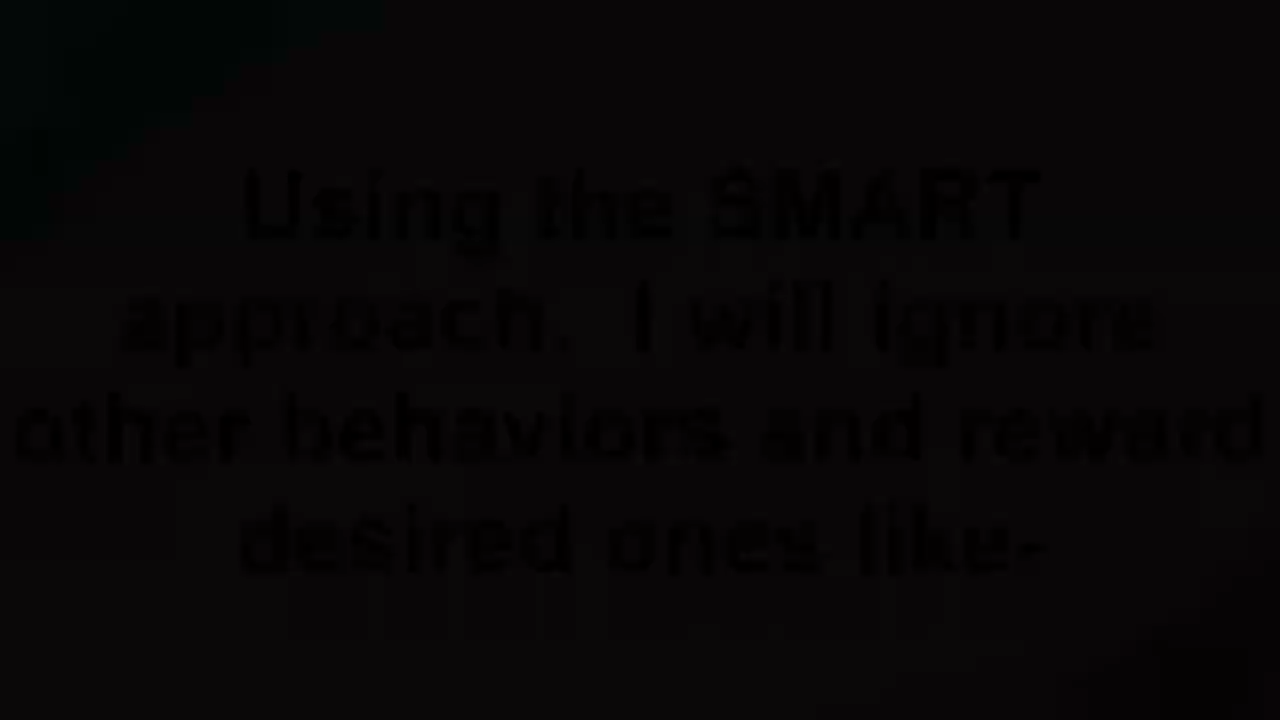 Using the SMART
approach. I will ignore
other behaviors and reward
desired ones like-